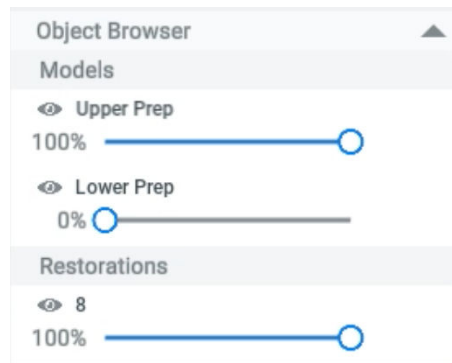 Object Browser
Models
Upper Prep
100%
Lower Prep
0%
Restorations
8
100%